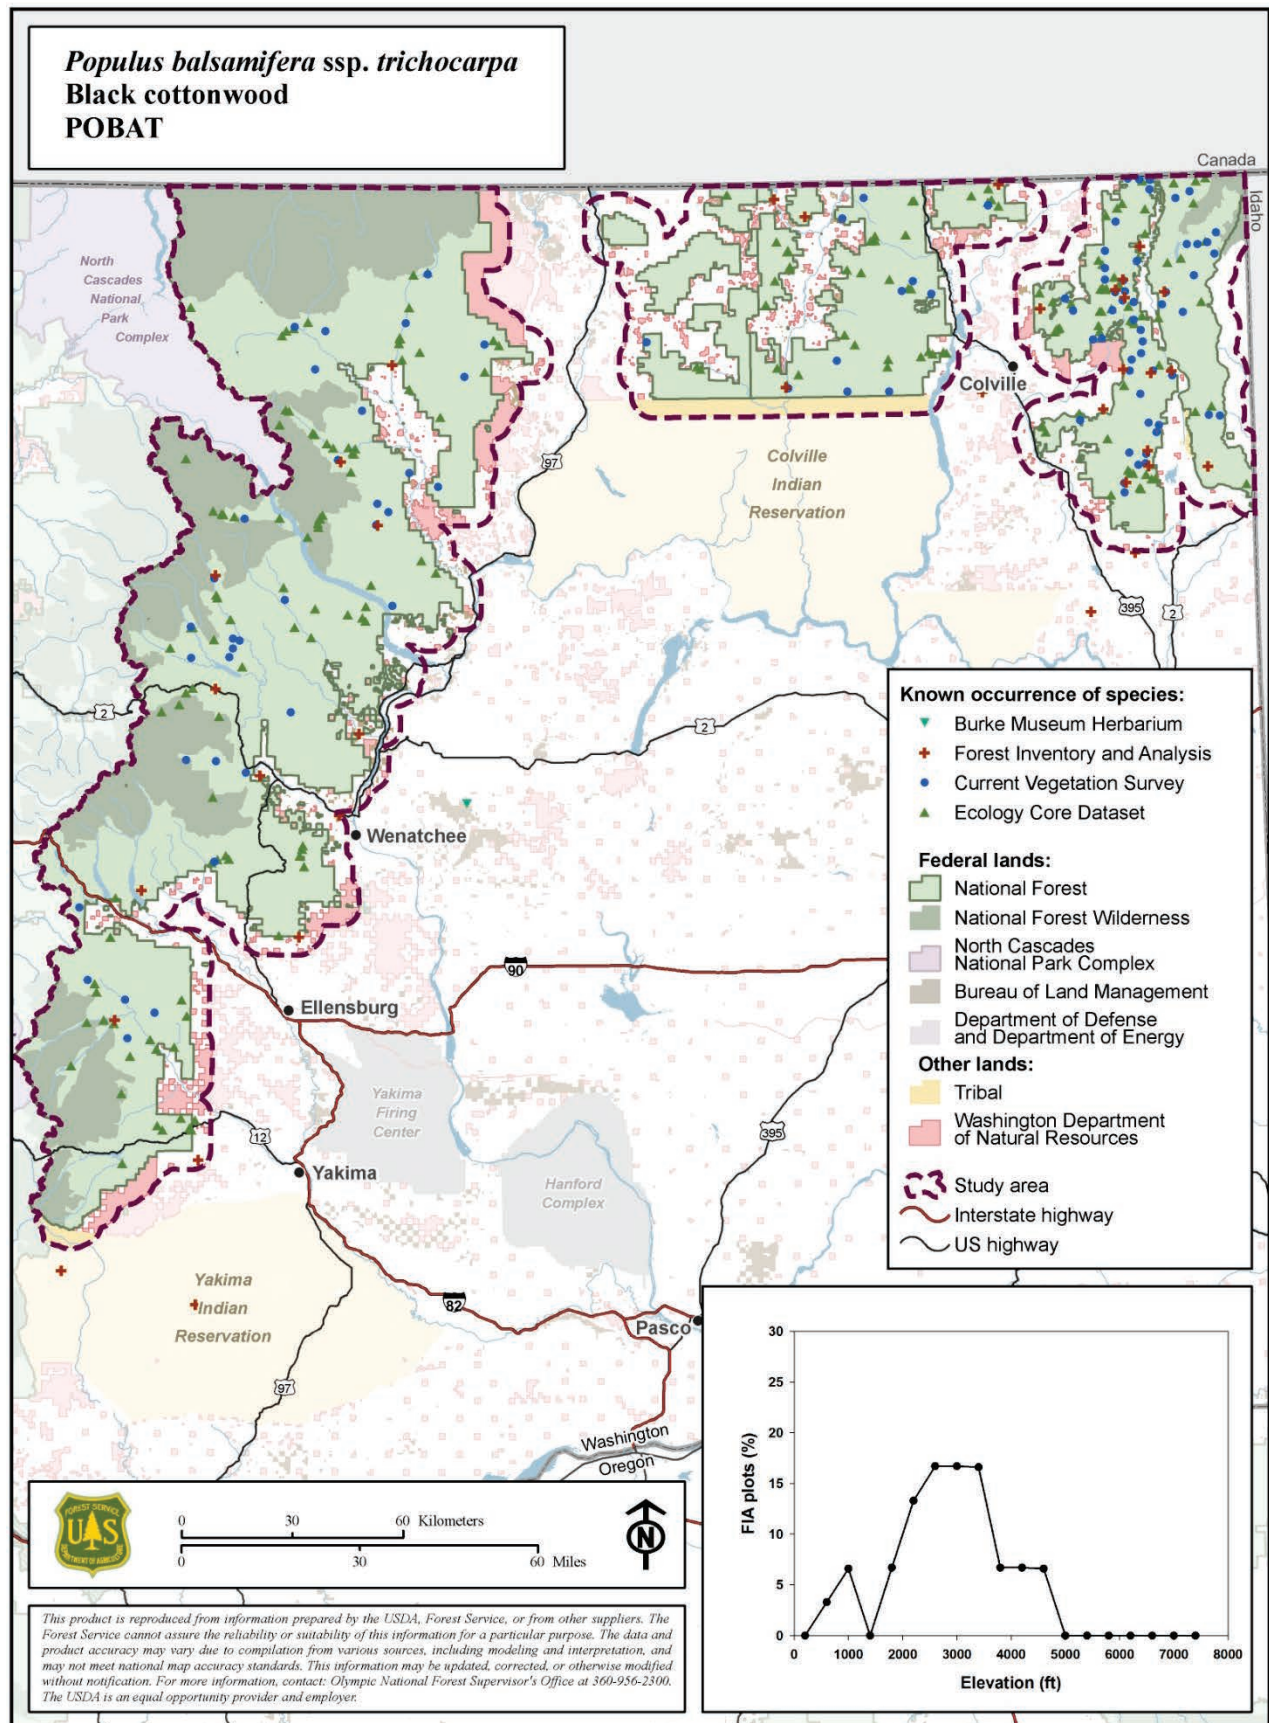 Populus balsamifera ssp. trichocarpa
Black cottonwood
POBAT
Canada
Idaho
North
Cascades
National
Park
Complex
97
Colville
Indian
Reservation
Colville
395
2
2
2
Wenatchee
90
Ellensburg
Yakima
Firing
Center
395
12
Yakima
Hanford
Complex
Yakima
Indian
Reservation
82
Pasco
97
Washington
Oregon
Known occurrence of species:
Burke Museum Herbarium
Forest Inventory and Analysis
Current Vegetation Survey
Ecology Core Dataset
Federal lands:
National Forest
National Forest Wilderness
North Cascades
National Park Complex
Bureau of Land Management
Department of Defense
and Department of Energy
Other lands:
Tribal
Washington Department
of Natural Resources
Study area
Interstate highway
US highway
FOREST SERVICE
U S
DEPARTMENT OF AGRICULTURE
0 30 60 Kilometers
0 30 60 Miles
N
This product is reproduced from information prepared by the USDA, Forest Service, or from other suppliers. The
Forest Service cannot assure the reliability or suitability of this information for a particular purpose. The data and
product accuracy may vary due to compilation from various sources, including modeling and interpretation, and
may not meet national map accuracy standards. This information may be updated, corrected, or otherwise modified
without notification. For more information, contact: Olympic National Forest Supervisor's Office at 360-956-2300.
The USDA is an equal opportunity provider and employer.
30
25
20
15
10
5
0
FIA plots (%)
0 1000 2000 3000 4000 5000 6000 7000 8000
Elevation (ft)